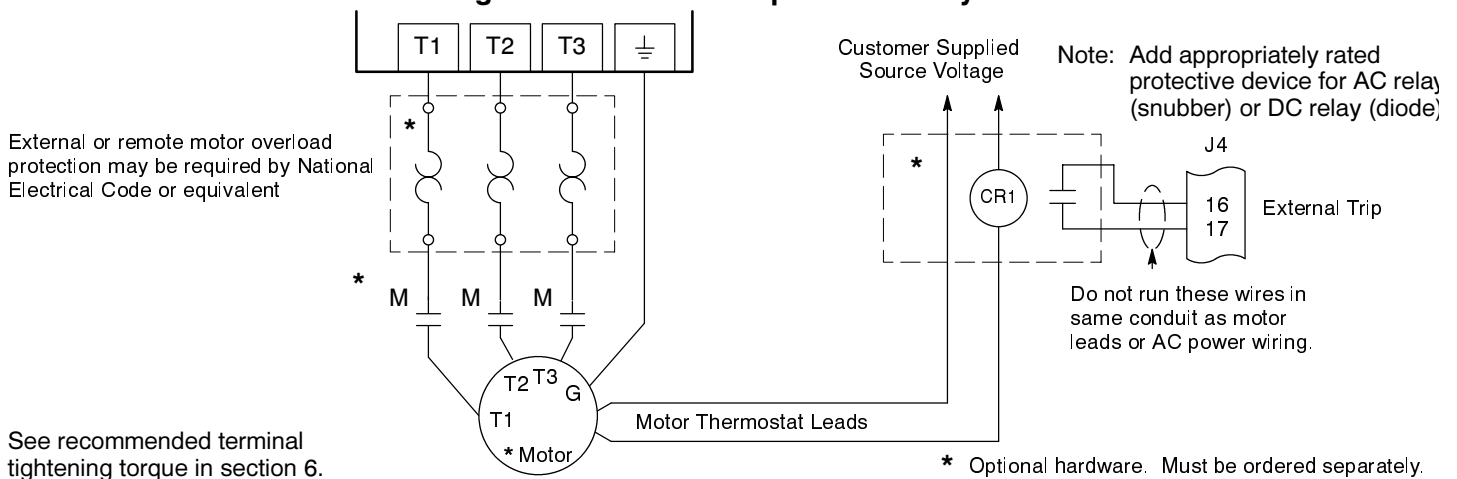 T1 T2 T3
Customer Supplied
Source Voltage
Note: Add appropriately rated
protective device for AC relay
(snubber) or DC relay (diode)
External or remote motor overload
protection may be required by National
Electrical Code or equivalent
*
*
CR1
J4
16
17
External Trip
*
M M M
Do not run these wires in
same conduit as motor
leads or AC power wiring.
T2 T3
G
T1
* Motor
Motor Thermostat Leads
See recommended terminal
tightening torque in section 6.
* Optional hardware. Must be ordered separately.